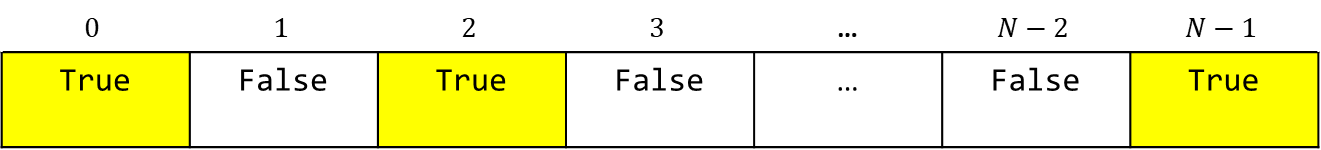 0 1 2 3 ... N − 2 N − 1
True False True False ... False True